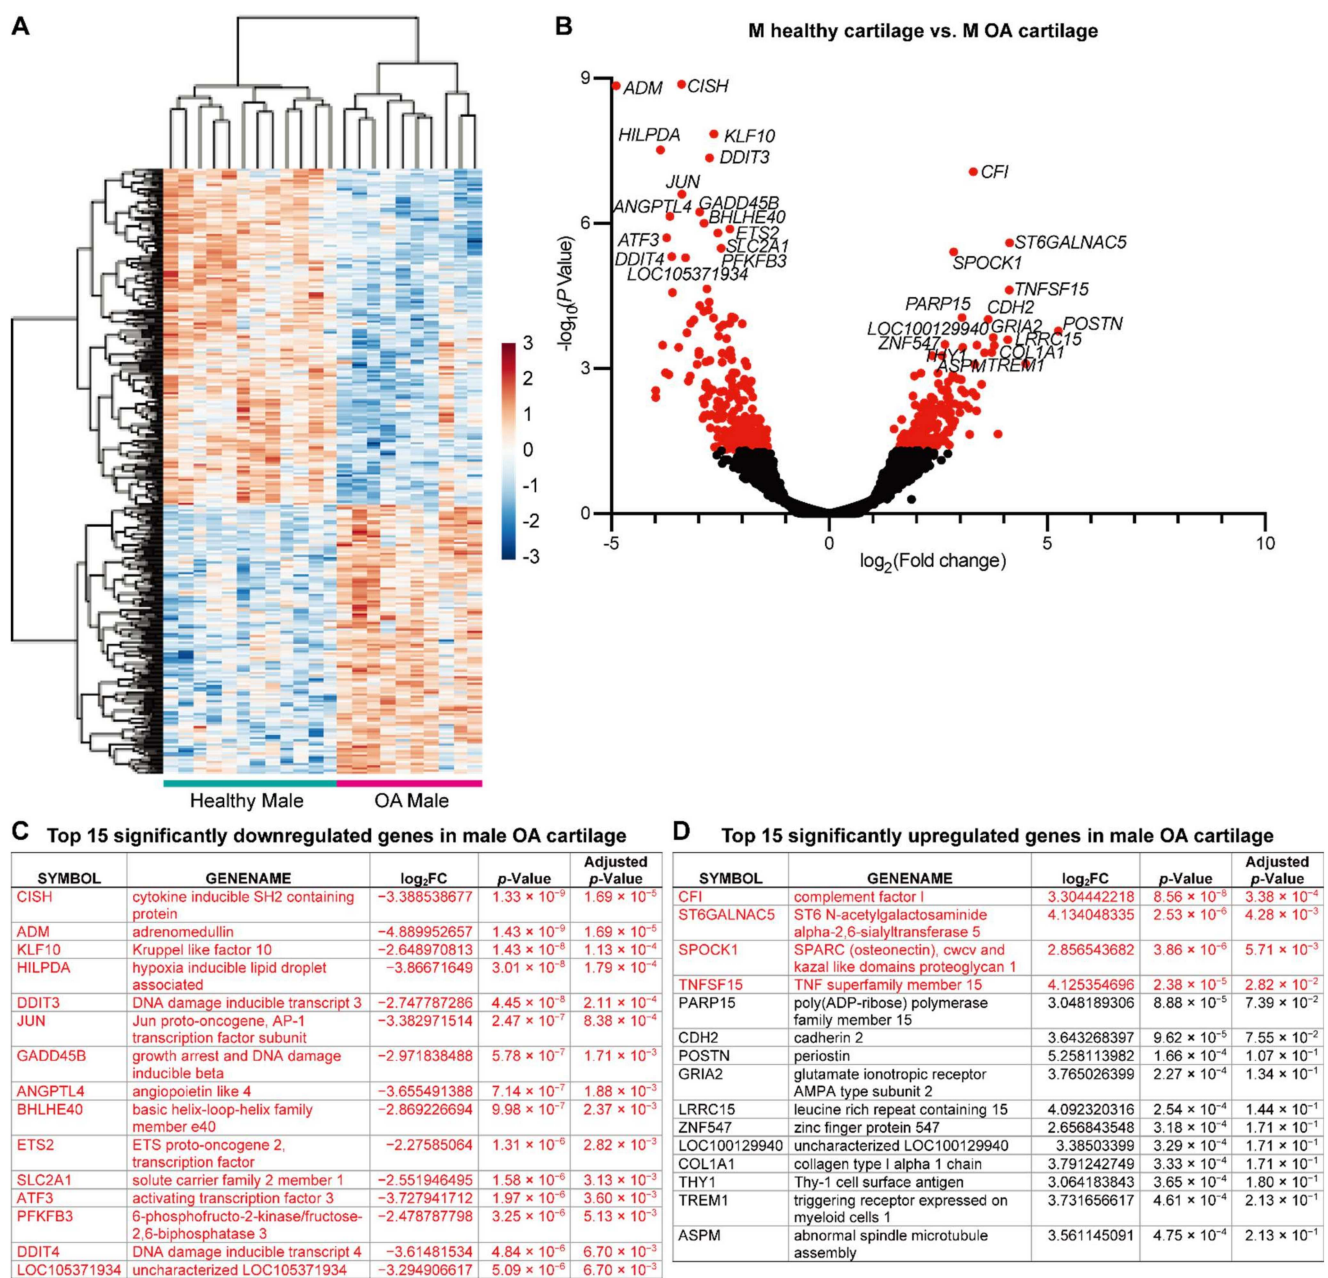 A
3
2
1
0
-1
-2
-3
Healthy Male
OA Male
B
M healthy cartilage vs. M OA cartilage
9
6
3
0
-log10(P Value)
-5
0
5
10
log2(Fold change)
ADM
CISH
HILPDA
KLF10
DDIT3
JUN
ANGPTL4
GADD45B
BHLHE40
ATF3
ETS2
SLC2A1
DDIT4
PFKFB3
LOC105371934
CFI
ST6GALNAC5
SPOCK1
TNFSF15
PARP15
CDH2
POSTN
LOC100129940
GRIA2
ZNF547
LRRC15
THY1
COL1A1
ASPM
TREM1
C
Top 15 significantly downregulated genes in male OA cartilage
SYMBOL GENENAME log2FC p-Value Adjusted p-Value
CISH cytokine inducible SH2 containing protein −3.388538677 1.33 × 10−9 1.69 × 10−5
ADM adrenomedullin −4.889952657 1.43 × 10−9 1.69 × 10−5
KLF10 Kruppel like factor 10 −2.648970813 1.43 × 10−8 1.13 × 10−4
HILPDA hypoxia inducible lipid droplet associated −3.86671649 3.01 × 10−8 1.79 × 10−4
DDIT3 DNA damage inducible transcript 3 −2.747787286 4.45 × 10−8 2.11 × 10−4
JUN Jun proto-oncogene, AP-1 transcription factor subunit −3.382971514 2.47 × 10−7 8.38 × 10−4
GADD45B growth arrest and DNA damage inducible beta −2.971838488 5.78 × 10−7 1.71 × 10−3
ANGPTL4 angiopoietin like 4 −3.655491388 7.14 × 10−7 1.88 × 10−3
BHLHE40 basic helix-loop-helix family member e40 −2.869226694 9.98 × 10−7 2.37 × 10−3
ETS2 ETS proto-oncogene 2, transcription factor −2.27585064 1.31 × 10−6 2.82 × 10−3
SLC2A1 solute carrier family 2 member 1 −2.551946495 1.58 × 10−6 3.13 × 10−3
ATF3 activating transcription factor 3 −3.727941712 1.97 × 10−6 3.60 × 10−3
PFKFB3 6-phosphofructo-2-kinase/fructose-2,6-biphosphatase 3 −2.478787798 3.25 × 10−6 5.13 × 10−3
DDIT4 DNA damage inducible transcript 4 −3.61481534 4.84 × 10−6 6.70 × 10−3
LOC105371934 uncharacterized LOC105371934 −3.294906617 5.09 × 10−6 6.70 × 10−3
D
Top 15 significantly upregulated genes in male OA cartilage
SYMBOL GENENAME log2FC p-Value Adjusted p-Value
CFI complement factor I 3.304442218 8.56 × 10−8 3.38 × 10−4
ST6GALNAC5 ST6 N-acetylgalactosaminide alpha-2,6-sialyltransferase 5 4.134048335 2.53 × 10−6 4.28 × 10−3
SPOCK1 SPARC (osteonectin), cwcv and kazal like domains proteoglycan 1 2.856543682 3.86 × 10−6 5.71 × 10−3
TNFSF15 TNF superfamily member 15 4.125354696 2.38 × 10−5 2.82 × 10−2
PARP15 poly(ADP-ribose) polymerase family member 15 3.048189306 8.88 × 10−5 7.39 × 10−2
CDH2 cadherin 2 3.643268397 9.62 × 10−5 7.55 × 10−2
POSTN periostin 5.258113982 1.66 × 10−4 1.07 × 10−1
GRIA2 glutamate ionotropic receptor AMPA type subunit 2 3.765026399 2.27 × 10−4 1.34 × 10−1
LRRC15 leucine rich repeat containing 15 4.092320316 2.54 × 10−4 1.44 × 10−1
ZNF547 zinc finger protein 547 2.656843548 3.18 × 10−4 1.71 × 10−1
LOC100129940 uncharacterized LOC100129940 3.38503399 3.29 × 10−4 1.71 × 10−1
COL1A1 collagen type I alpha 1 chain 3.791242749 3.33 × 10−4 1.71 × 10−1
THY1 Thy-1 cell surface antigen 3.064183843 3.65 × 10−4 1.80 × 10−1
TREM1 triggering receptor expressed on myeloid cells 1 3.731656617 4.61 × 10−4 2.13 × 10−1
ASPM abnormal spindle microtubule assembly 3.561145091 4.75 × 10−4 2.13 × 10−1